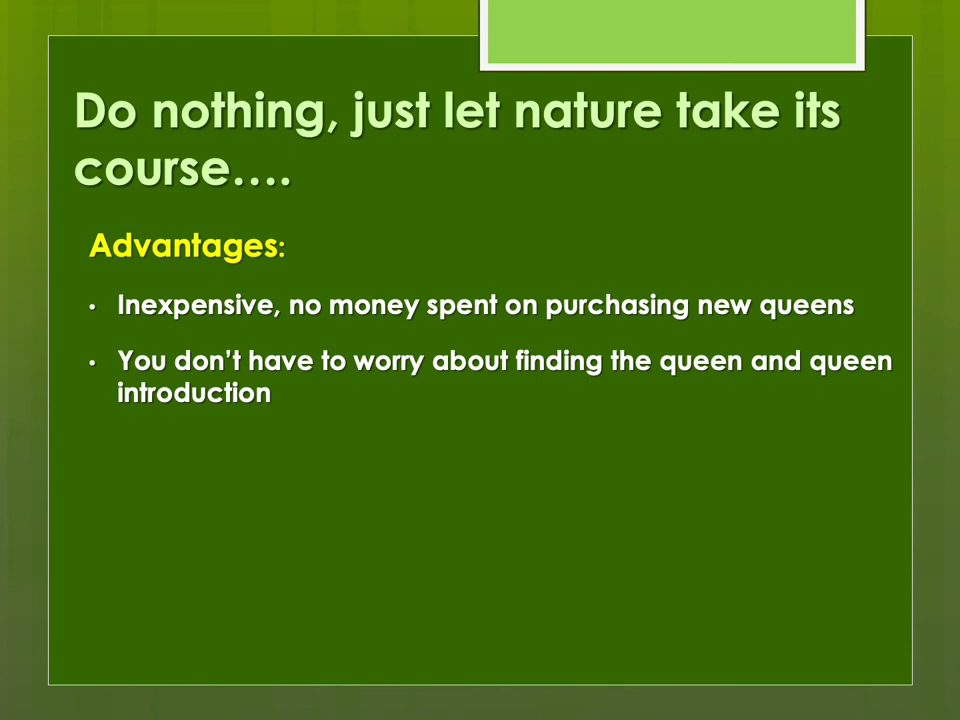 Do nothing, just let nature take its
course….
Advantages:
• Inexpensive, no money spent on purchasing new queens
• You don’t have to worry about finding the queen and queen
introduction